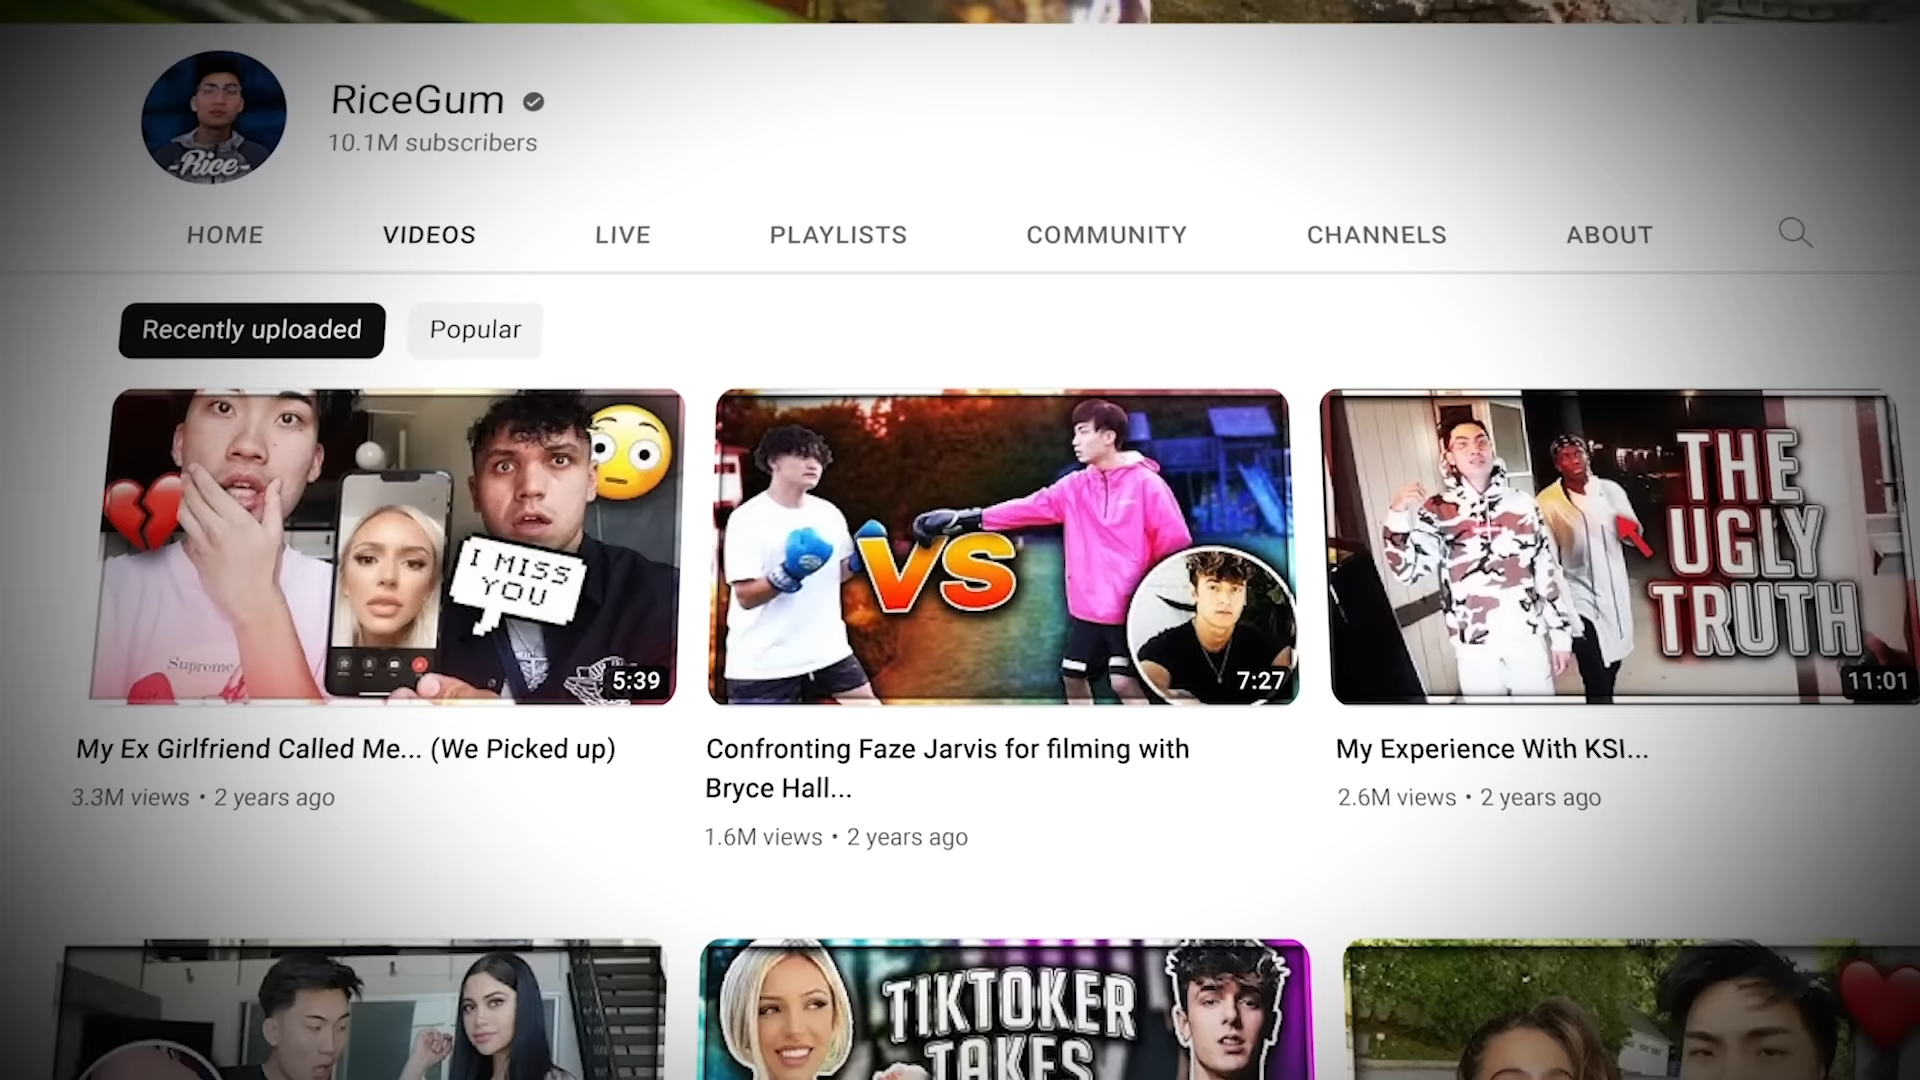 RiceGum
10.1M subscribers
-Rice-
HOME VIDEOS LIVE PLAYLISTS COMMUNITY CHANNELS ABOUT
Recently uploaded Popular
I MISS
YOU
Supreme
5:39
VS
7:27
THE
UGLY
TRUTH
11:01
My Ex Girlfriend Called Me... (We Picked up)
3.3M views • 2 years ago
Confronting Faze Jarvis for filming with
Bryce Hall...
1.6M views • 2 years ago
My Experience With KSI...
2.6M views • 2 years ago
TIKTOKER
TAKES